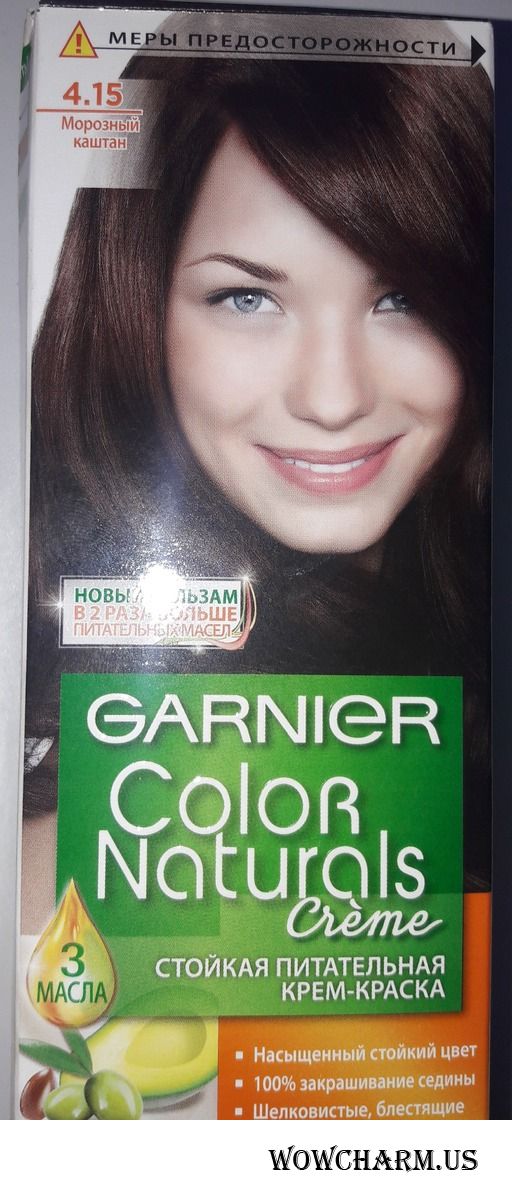 МЕРЫ ПРЕДОСТОРОЖНОСТИ
4.15
Морозный
каштан
НОВЫЙ БАЛЬЗАМ
В 2 РАЗА БОЛЬШЕ
ПИТАТЕЛЬНЫХ МАСЕЛ
GARNIER
Color
Naturals
Crème
3
МАСЛА
СТОЙКАЯ ПИТАТЕЛЬНАЯ
КРЕМ-КРАСКА
▪ Насыщенный стойкий цвет
▪ 100% закрашивание седины
▪ Шелковистые, блестящие
WOWCHARM.US